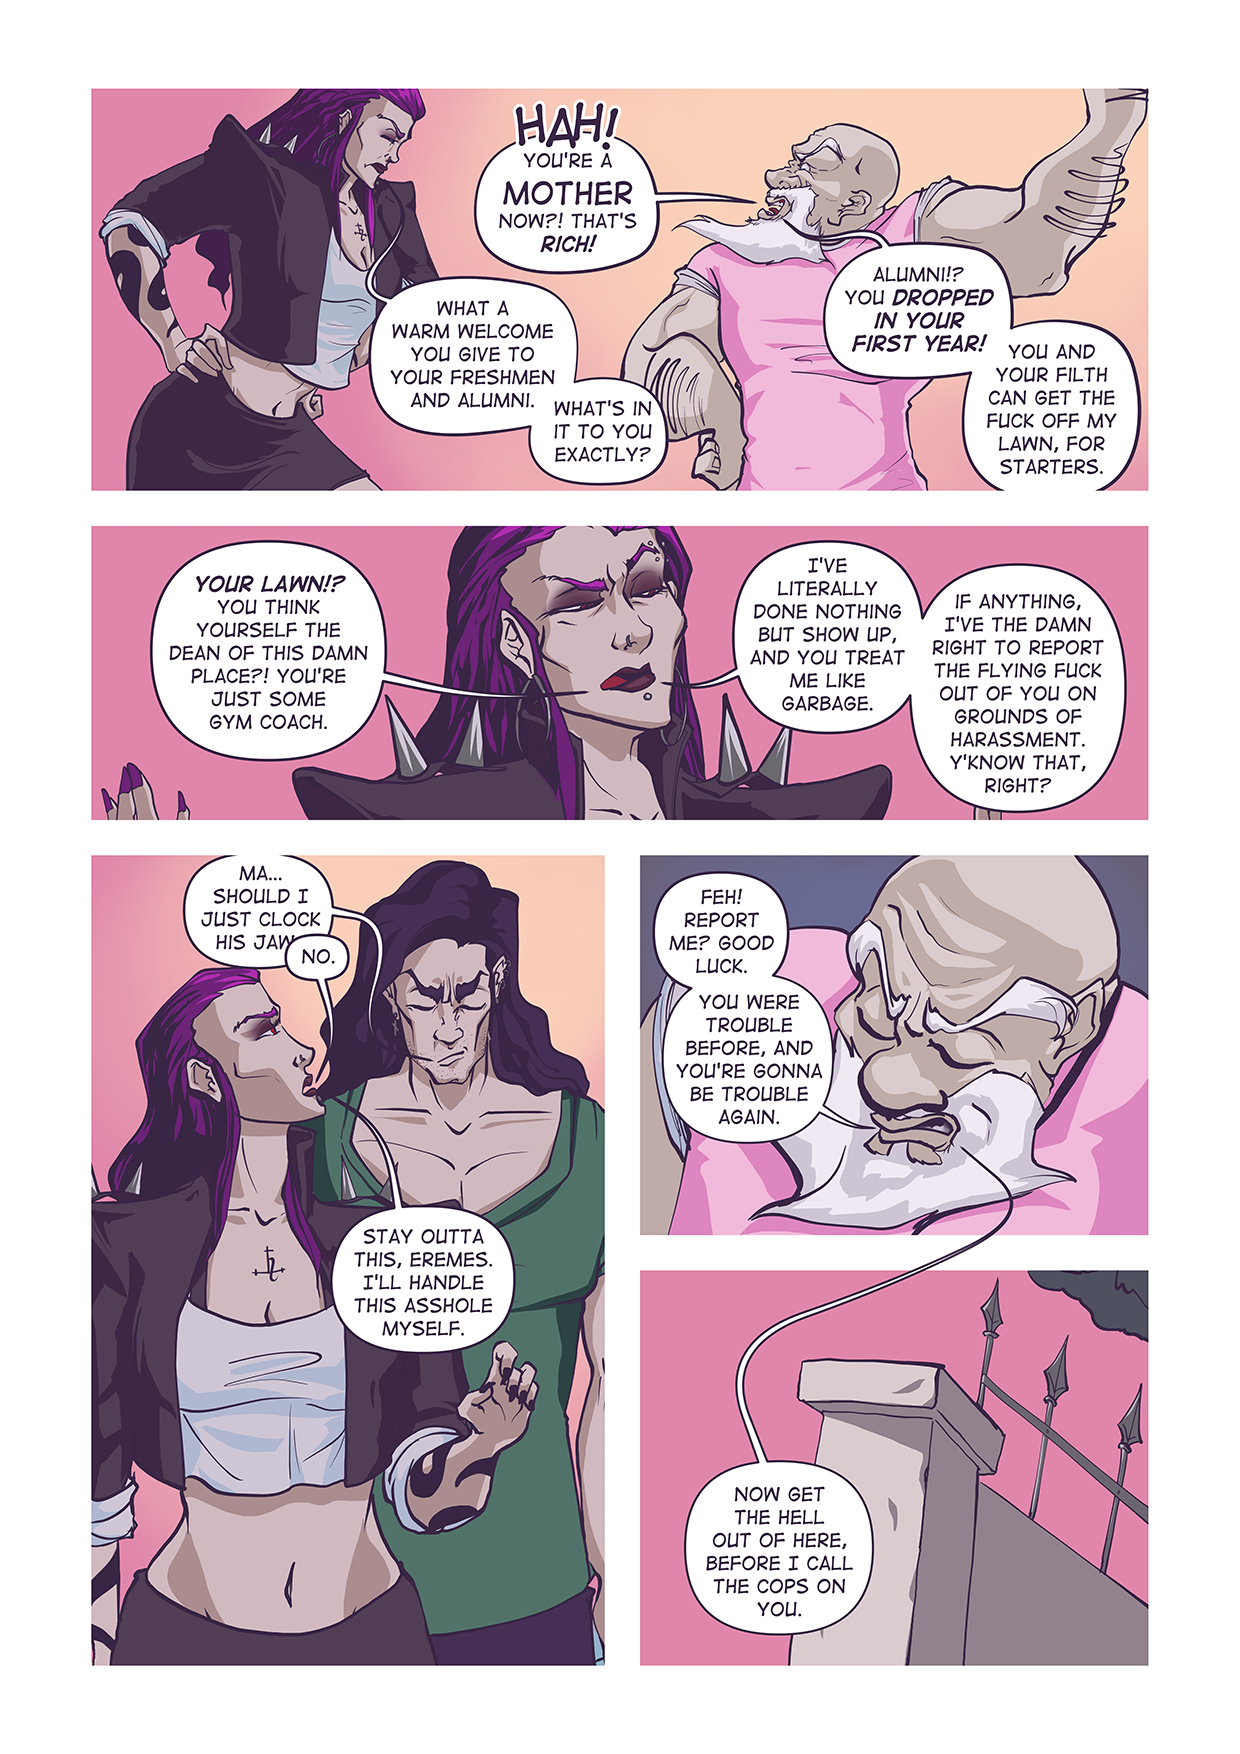 HAH!
YOU'RE A
MOTHER
NOW?! THAT'S
RICH!
WHAT A
WARM WELCOME
YOU GIVE TO
YOUR FRESHMEN
AND ALUMNI.
WHAT'S IN
IT TO YOU
EXACTLY?
ALUMNI!?
YOU DROPPED
IN YOUR
FIRST YEAR!
YOU AND
YOUR FILTH
CAN GET THE
FUCK OFF MY
LAWN, FOR
STARTERS.
YOUR LAWN!?
YOU THINK
YOURSELF THE
DEAN OF THIS DAMN
PLACE?! YOU'RE
JUST SOME
GYM COACH.
I'VE
LITERALLY
DONE NOTHING
BUT SHOW UP,
AND YOU TREAT
ME LIKE
GARBAGE.
IF ANYTHING,
I'VE THE DAMN
RIGHT TO REPORT
THE FLYING FUCK
OUT OF YOU ON
GROUNDS OF
HARASSMENT.
Y'KNOW THAT,
RIGHT?
MA...
SHOULD I
JUST CLOCK
HIS JAW
NO.
STAY OUTTA
THIS, EREMES.
I'LL HANDLE
THIS ASSHOLE
MYSELF.
FEH!
REPORT
ME? GOOD
LUCK.
YOU WERE
TROUBLE
BEFORE, AND
YOU'RE GONNA
BE TROUBLE
AGAIN.
NOW GET
THE HELL
OUT OF HERE,
BEFORE I CALL
THE COPS ON
YOU.